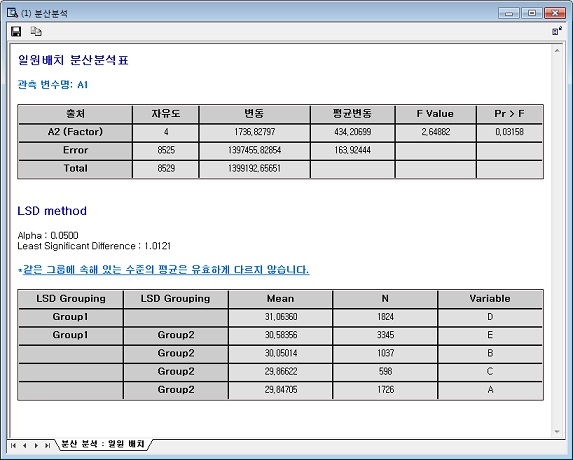 (1) 분산분석
일원배치 분산분석표
관측 변수명: A1
출처 자유도 변동 평균변동 F Value Pr > F
A2 (Factor) 4 1736,82797 434,20699 2,64882 0,03158
Error 8525 1397455,82854 163,92444
Total 8529 1399192,65651
LSD method
Alpha : 0,0500
Least Significant Difference : 1,0121
*같은 그룹에 속해 있는 수준의 평균은 유효하게 다르지 않습니다.
LSD Grouping LSD Grouping Mean N Variable
Group1 31,06360 1824 D
Group1 Group2 30,58356 3345 E
Group2 30,05014 1037 B
Group2 29,86622 598 C
Group2 29,84705 1726 A
분산 분석 : 일원 배치